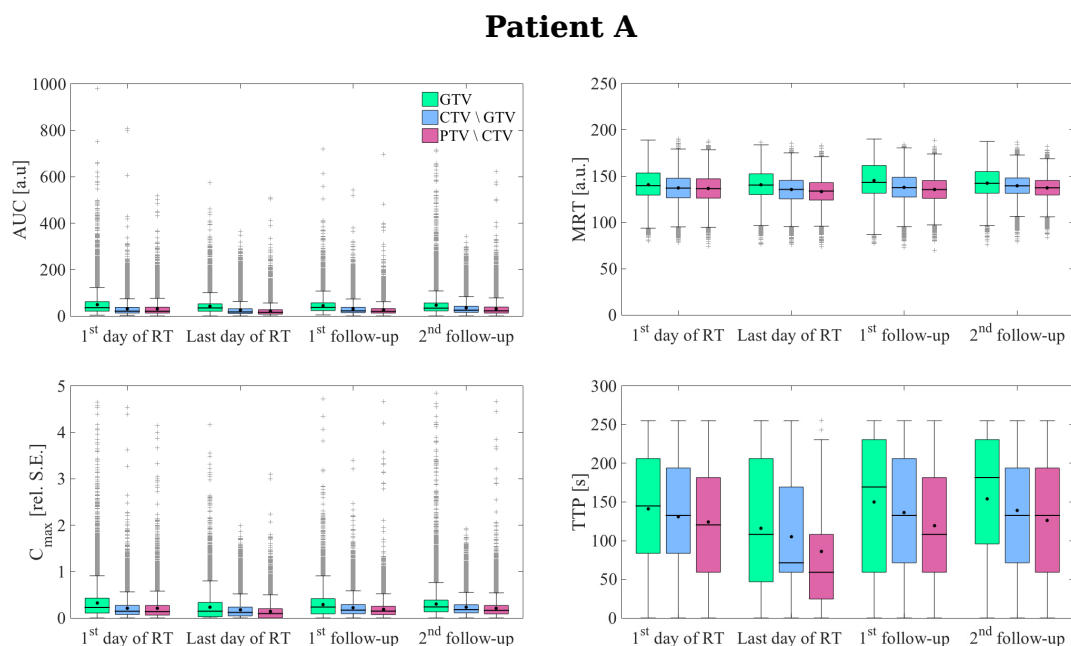 Patient A
AUC [a.u]
1000
800
600
400
200
0
GTV
CTV \ GTV
PTV \ CTV
1st day of RT Last day of RT 1st follow-up 2nd follow-up
MRT [a.u.]
250
200
150
100
50
0
1st day of RT Last day of RT 1st follow-up 2nd follow-up
Cmax [rel. S.E.]
5
4
3
2
1
0
1st day of RT Last day of RT 1st follow-up 2nd follow-up
TTP [s]
300
250
200
150
100
50
0
1st day of RT Last day of RT 1st follow-up 2nd follow-up